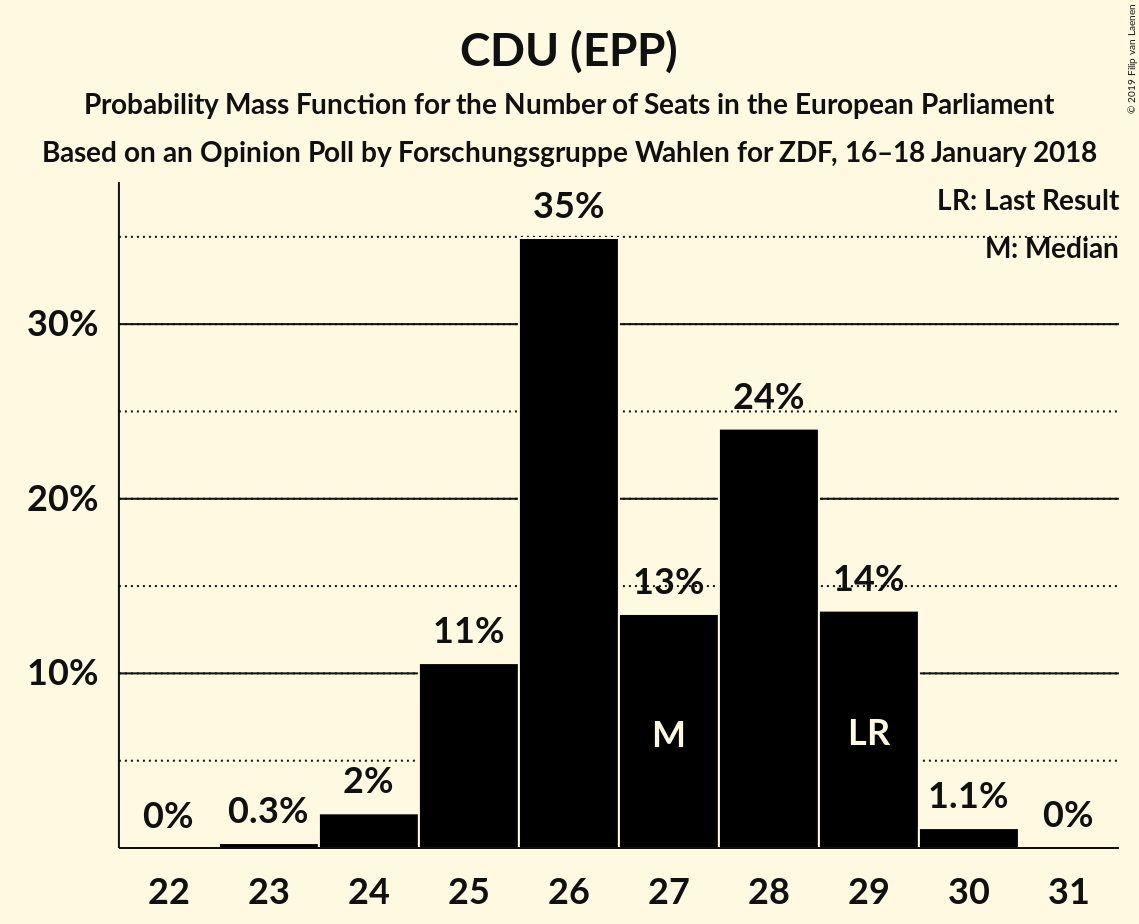 CDU (EPP)
Probability Mass Function for the Number of Seats in the European Parliament
Based on an Opinion Poll by Forschungsgruppe Wahlen for ZDF, 16–18 January 2018
© 2019 Filip van Laenen
LR: Last Result
M: Median
30%
20%
10%
0%
0.3%
2%
11%
35%
13%
24%
14%
1.1%
0%
M
LR
22 23 24 25 26 27 28 29 30 31